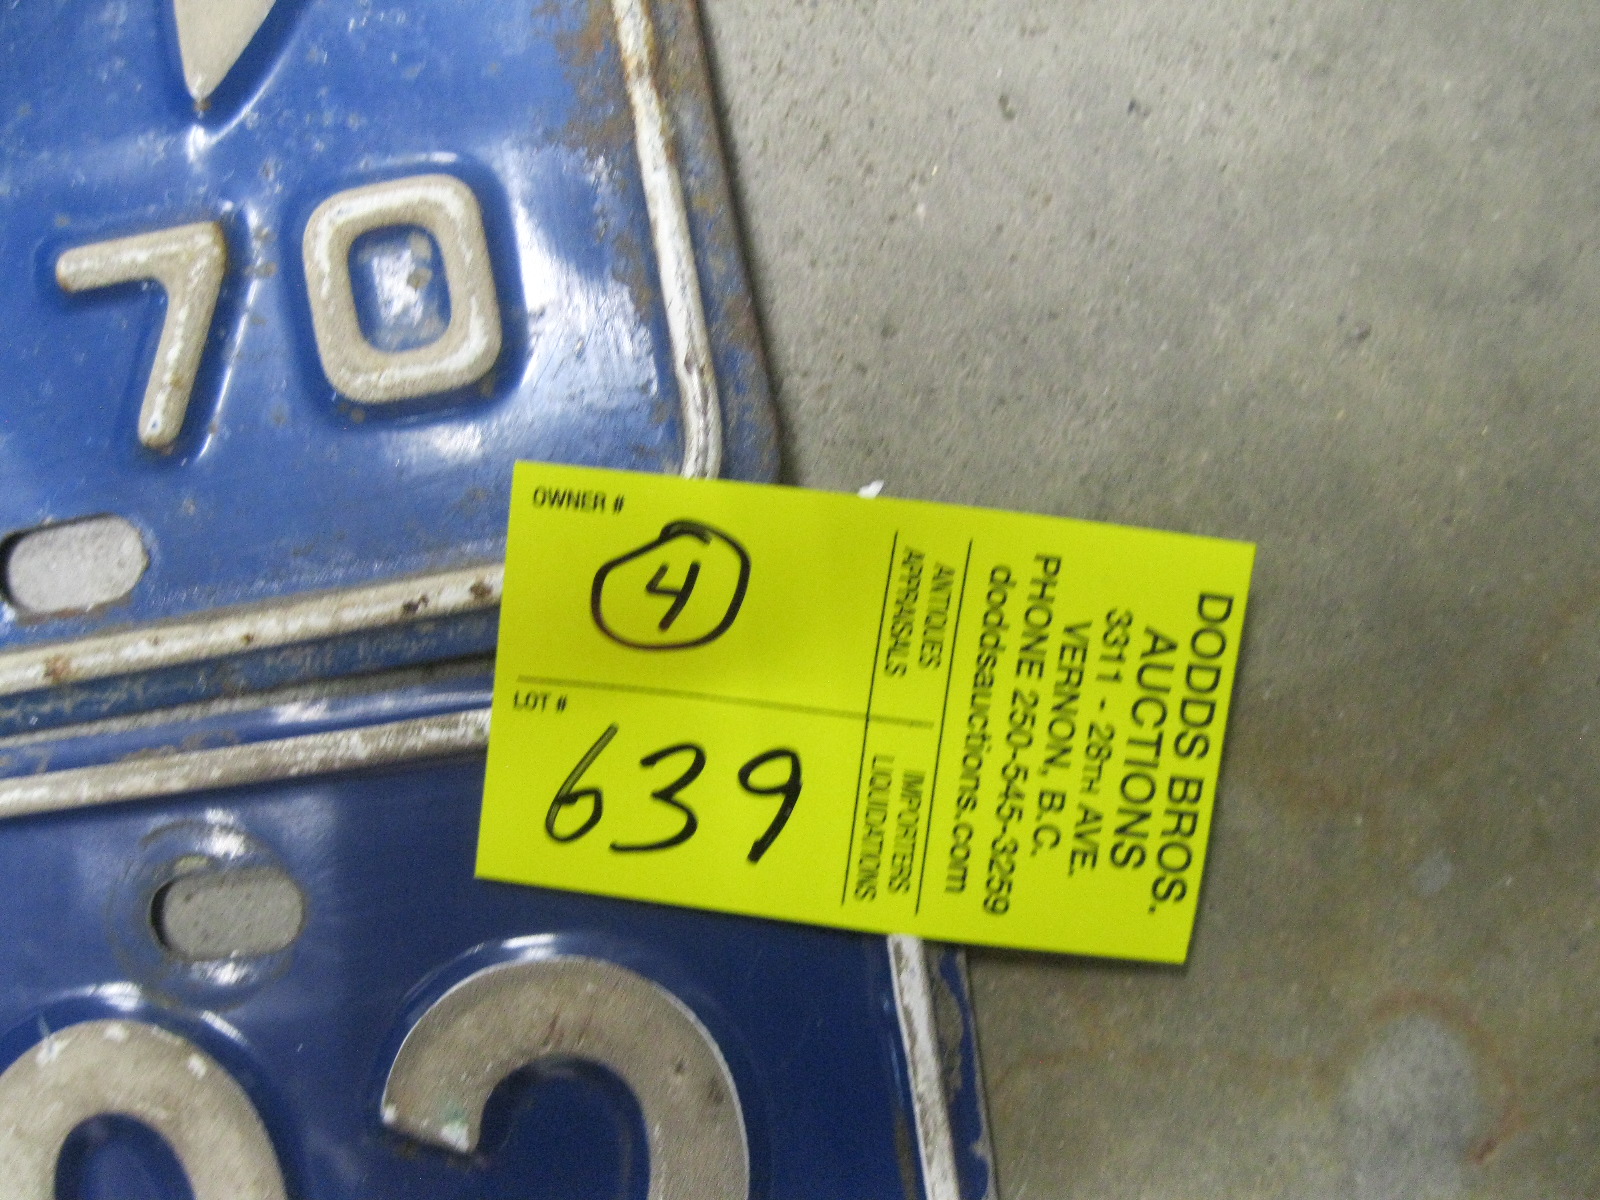 70
OWNER #
4
LOT #
639
DODDS BROS.
AUCTIONS
3311 - 28TH AVE.
VERNON, B.C.
PHONE 250-545-3259
doddsauctions.com
ANTIQUES IMPORTERS
APPRAISALS LIQUIDATIONS